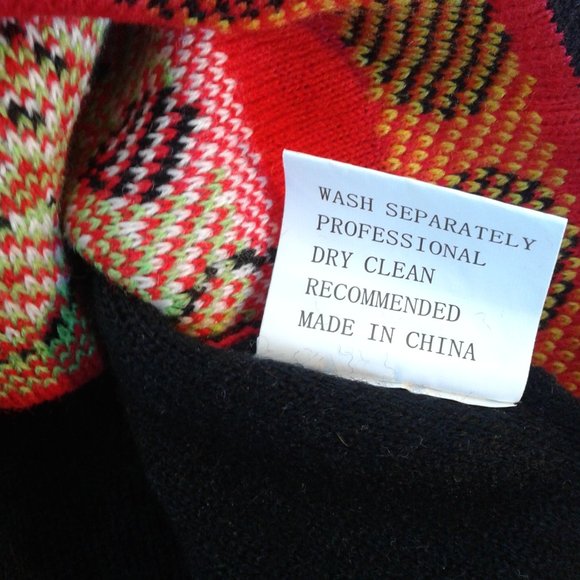 WASH SEPARATELY
PROFESSIONAL
DRY CLEAN
RECOMMENDED
MADE IN CHINA